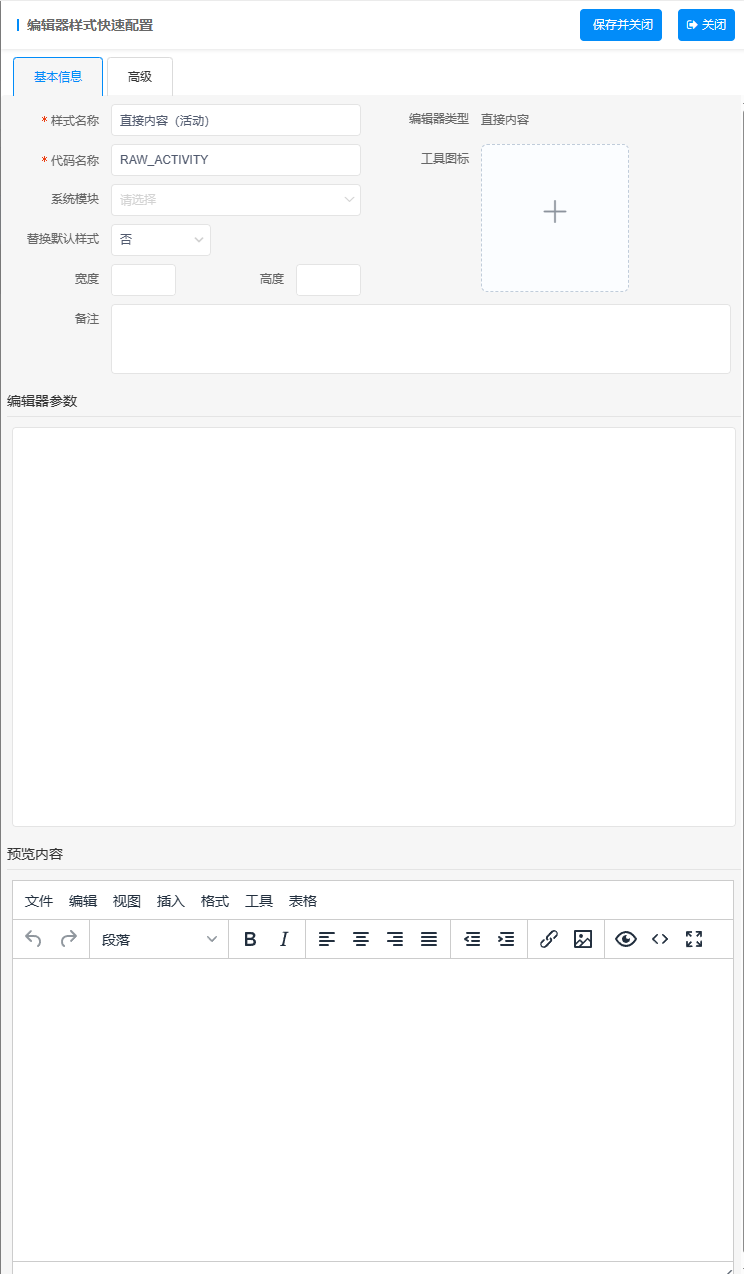 编辑器样式快速配置
保存并关闭 关闭
基本信息 高级
* 样式名称 直接内容（活动） 编辑器类型 直接内容
* 代码名称 RAW_ACTIVITY 工具图标
系统模块 请选择
替换默认样式 否
宽度 高度
备注
编辑器参数
预览内容
文件 编辑 视图 插入 格式 工具 表格
段落 B I